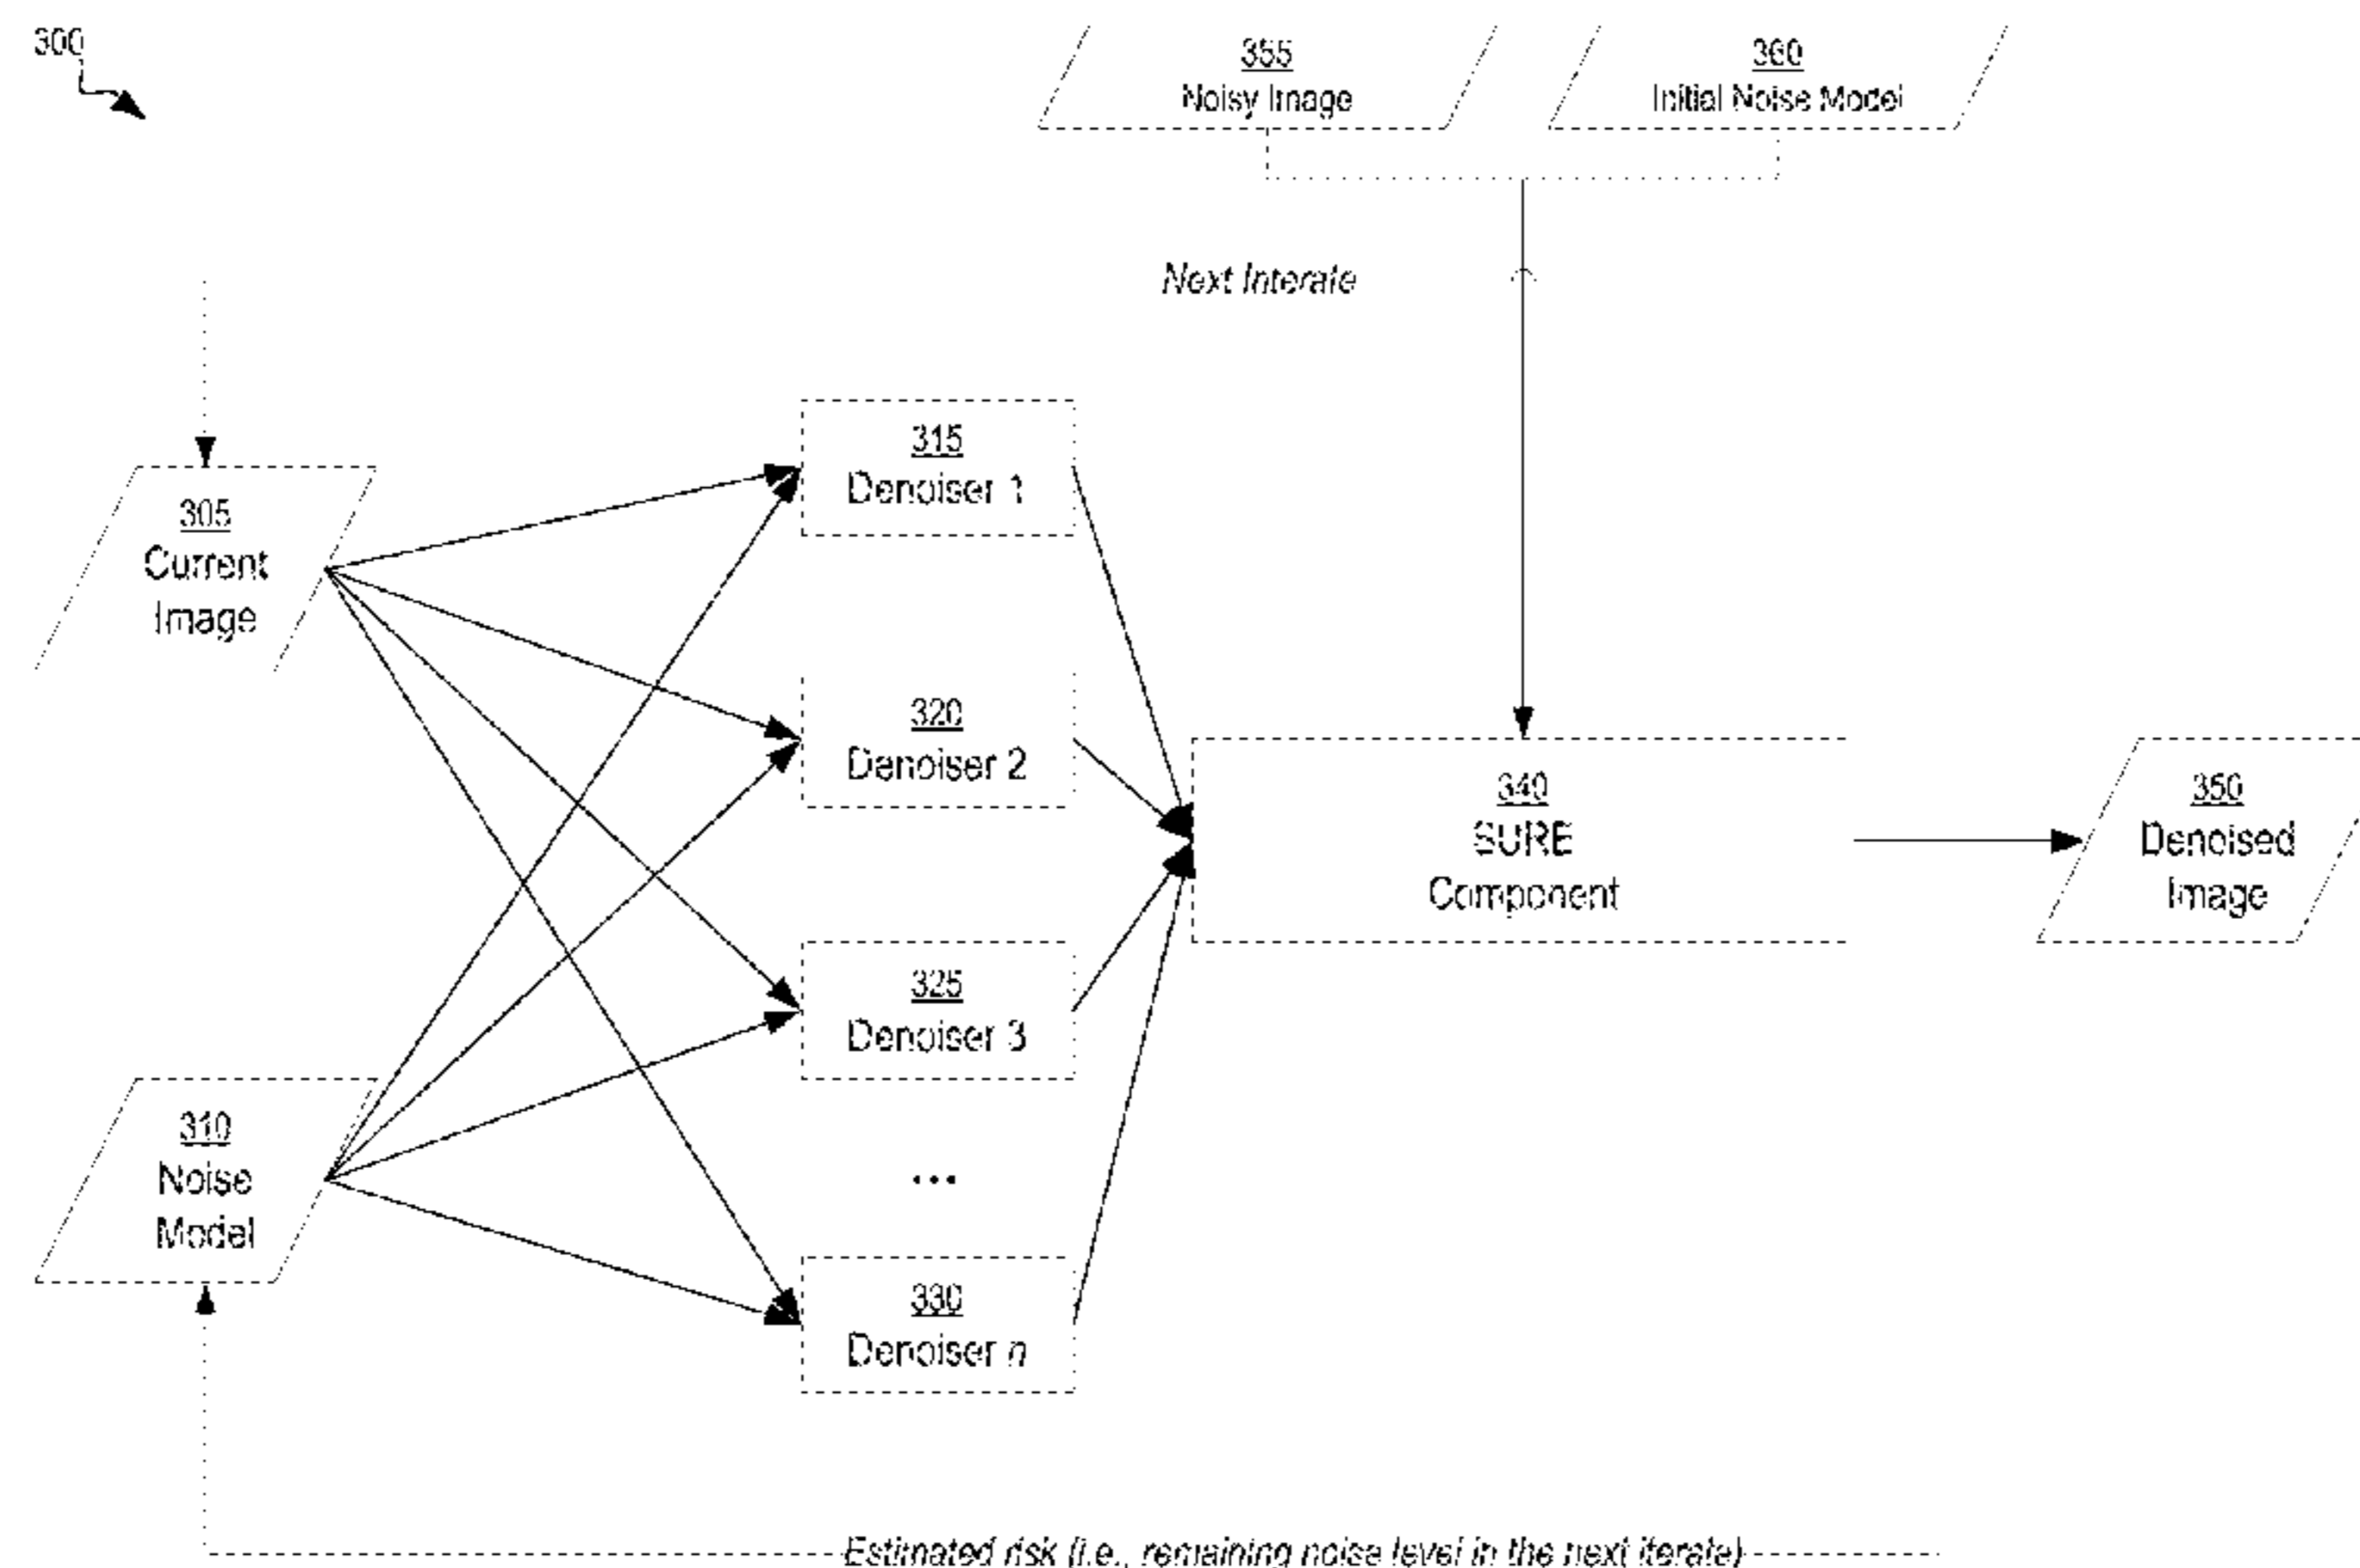 300
355
Noisy Image
360
Initial Noise Model
Next Interate
305
Current
Image
315
Denoiser 1
320
Denoiser 2
325
Denoiser 3
...
330
Denoiser n
310
Noise
Model
340
SURE
Component
350
Denoised
Image
Estimated risk (i.e., remaining noise level in the next iterate)